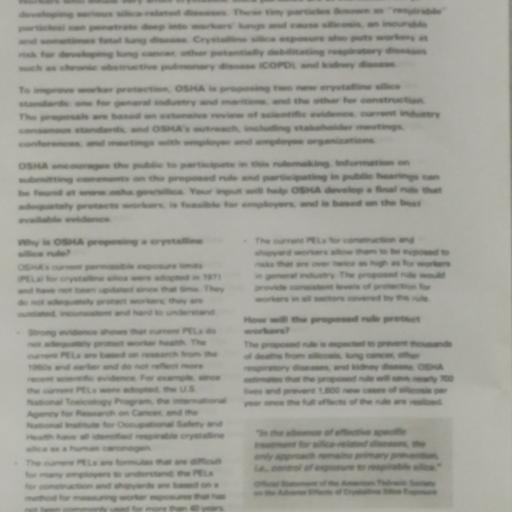 Workers who inhale very small crystalline silica particles are at increased risk of
developing serious silica-related diseases. These tiny particles (known as "respirable"
particles) can penetrate deep into workers' lungs and cause silicosis, an incurable
and sometimes fatal lung disease. Crystalline silica exposure also puts workers at
risk for developing lung cancer, other potentially debilitating respiratory diseases
such as chronic obstructive pulmonary disease (COPD), and kidney disease.
To improve worker protection, OSHA is proposing two new crystalline silica
standards: one for general industry and maritime, and the other for construction.
The proposals are based on extensive review of scientific evidence, current industry
consensus standards, and OSHA's outreach, including stakeholder meetings,
conferences, and meetings with employer and employee organizations.
OSHA encourages the public to participate in this rulemaking. Information on
submitting comments on the proposed rule and participating in public hearings can
be found at www.osha.gov/silica. Your input will help OSHA develop a final rule that
adequately protects workers, is feasible for employers, and is based on the best
available evidence.
Why is OSHA proposing a crystalline
silica rule?
OSHA's current permissible exposure limits
(PELs) for crystalline silica were adopted in 1971
and have not been updated since that time. They
do not adequately protect workers; they are
outdated, inconsistent and hard to understand.
• Strong evidence shows that current PELs do
not adequately protect worker health. The
current PELs are based on research from the
1960s and earlier and do not reflect more
recent scientific evidence. For example, since
the current PELs were adopted, the U.S.
National Toxicology Program, the International
Agency for Research on Cancer, and the
National Institute for Occupational Safety and
Health have all identified respirable crystalline
silica as a human carcinogen.
• The current PELs are formulas that are difficult
for many employers to understand; the PELs
for construction and shipyards are based on a
method for measuring worker exposures that has
not been commonly used for more than 40 years.
• The current PELs for construction and
shipyard workers allow them to be exposed to
risks that are over twice as high as for workers
in general industry. The proposed rule would
provide consistent levels of protection for
workers in all sectors covered by the rule.
How will the proposed rule protect
workers?
The proposed rule is expected to prevent thousands
of deaths from silicosis, lung cancer, other
respiratory diseases, and kidney disease. OSHA
estimates that the proposed rule will save nearly 700
lives and prevent 1,600 new cases of silicosis per
year once the full effects of the rule are realized.
"In the absence of effective specific
treatment for silica-related diseases, the
only approach remains primary prevention,
i.e., control of exposure to respirable silica."
Official Statement of the American Thoracic Society
on the Adverse Effects of Crystalline Silica Exposure